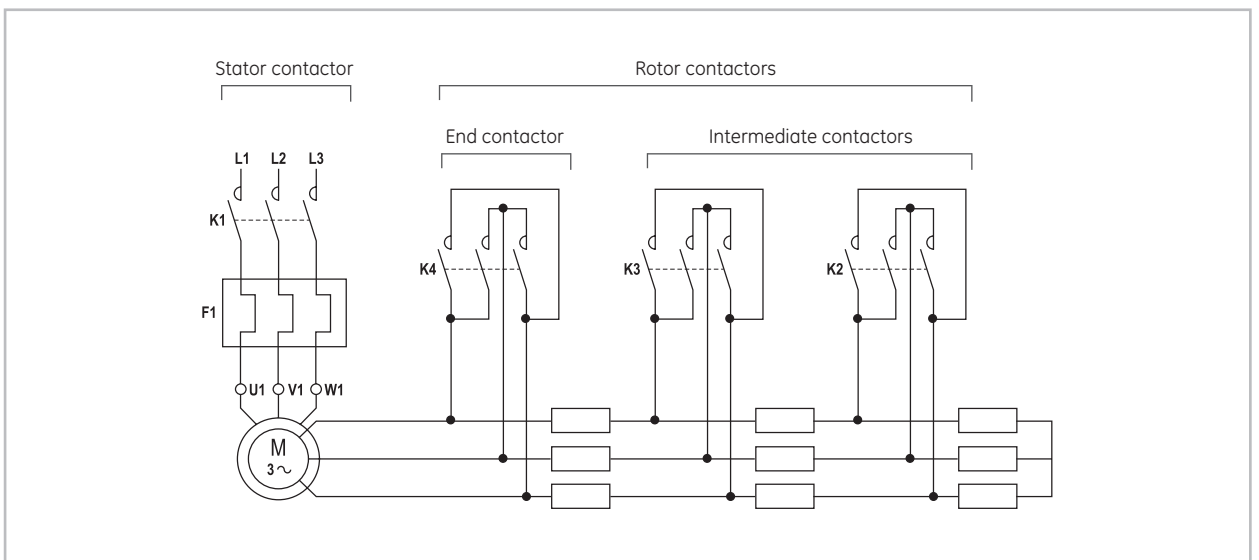 Stator contactor
Rotor contactors
End contactor
Intermediate contactors
L1 L2 L3
K1
K4
K3
K2
F1
U1 V1 W1
M
3∿